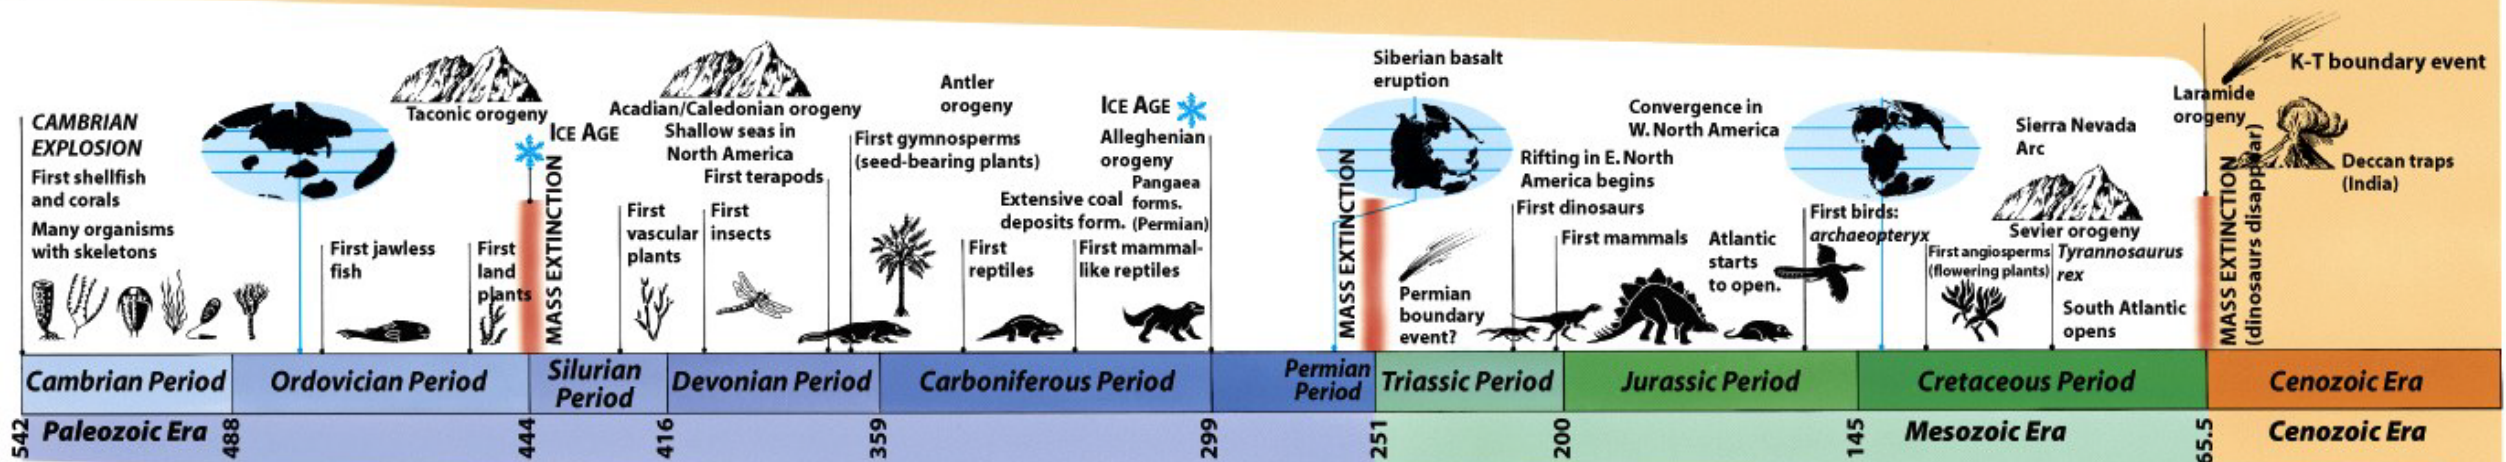 CAMBRIAN
EXPLOSION
First shellfish
and corals
Many organisms
with skeletons
Taconic orogeny
First jawless
fish
First
land
plants
ICE AGE
MASS EXTINCTION
Acadian/Caledonian orogeny
Shallow seas in
North America
First terapods
First
vascular
plants
First
insects
Antler
orogeny
First gymnosperms
(seed-bearing plants)
Extensive coal
deposits form.
First
reptiles
ICE AGE
Alleghenian
orogeny
Pangaea
forms.
(Permian)
First mammal-
like reptiles
MASS EXTINCTION
Siberian basalt
eruption
Permian
boundary
event?
Rifting in E. North
America begins
First dinosaurs
First mammals
Convergence in
W. North America
Atlantic
starts
to open.
First birds:
archaeopteryx
First angiosperms
(flowering plants)
Sierra Nevada
Arc
Sevier orogeny
Tyrannosaurus
rex
South Atlantic
opens
Laramide
orogeny
MASS EXTINCTION
(dinosaurs disappear)
K-T boundary event
Deccan traps
(India)
Cambrian Period
Ordovician Period
Silurian
Period
Devonian Period
Carboniferous Period
Permian
Period
Triassic Period
Jurassic Period
Cretaceous Period
Cenozoic Era
542
Paleozoic Era
488
444
416
359
299
251
200
145
Mesozoic Era
65.5
Cenozoic Era